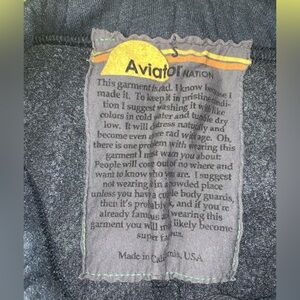 S
Aviator NATION
This garment is rad. I know because I
made it. To keep it in pristine condi-
tion I suggest washing it will like
colors in cold water and tumble dry
low. It will distress naturally and
become even more rad with age. Oh,
there is one problem with wearing this
garment I must warn you about:
People will come out of no where and
want to know who you are. I suggest
not wearing it in a crowded place
unless you have a couple body guards,
then it's probably ok, and if you're
already famous and wearing this
garment you will most likely become
super famous.
Made in California, USA